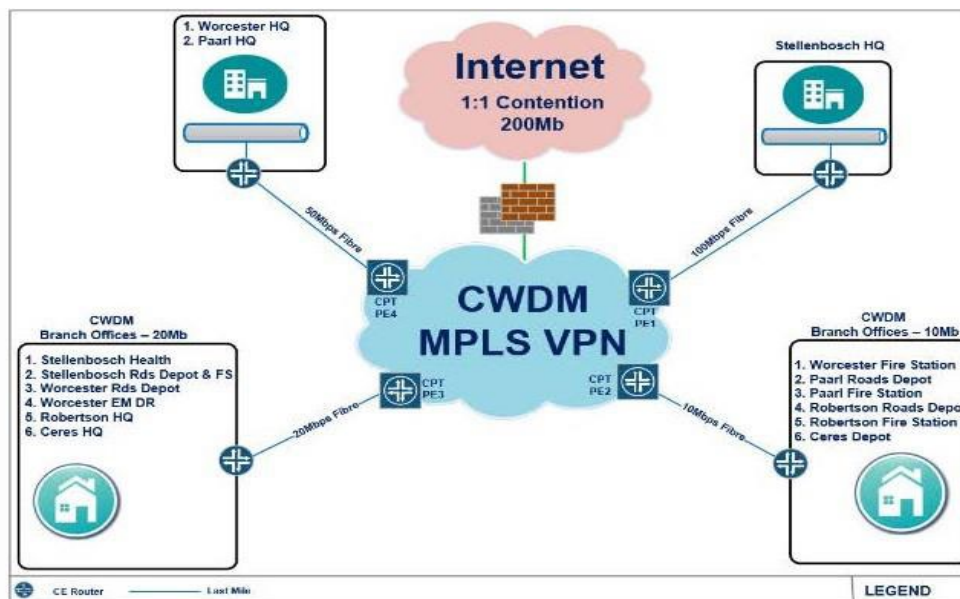 1. Worcester HQ
2. Paarl HQ
Internet
1:1 Contention
200Mb
Stellenbosch HQ
50Mbps Fibre
100Mbps Fibre
CPT
PE4
CWDM
MPLS VPN
CPT
PE1
CWDM
Branch Offices – 20Mb
1. Stellenbosch Health
2. Stellenbosch Rds Depot & FS
3. Worcester Rds Depot
4. Worcester EM DR
5. Robertson HQ
6. Ceres HQ
20Mbps Fibre
CPT
PE3
CPT
PE2
10Mbps Fibre
CWDM
Branch Offices – 10Mb
1. Worcester Fire Station
2. Paarl Roads Depot
3. Paarl Fire Station
4. Robertson Roads Depo
5. Robertson Fire Station
6. Ceres Depot
CE Router
Last Mile
LEGEND